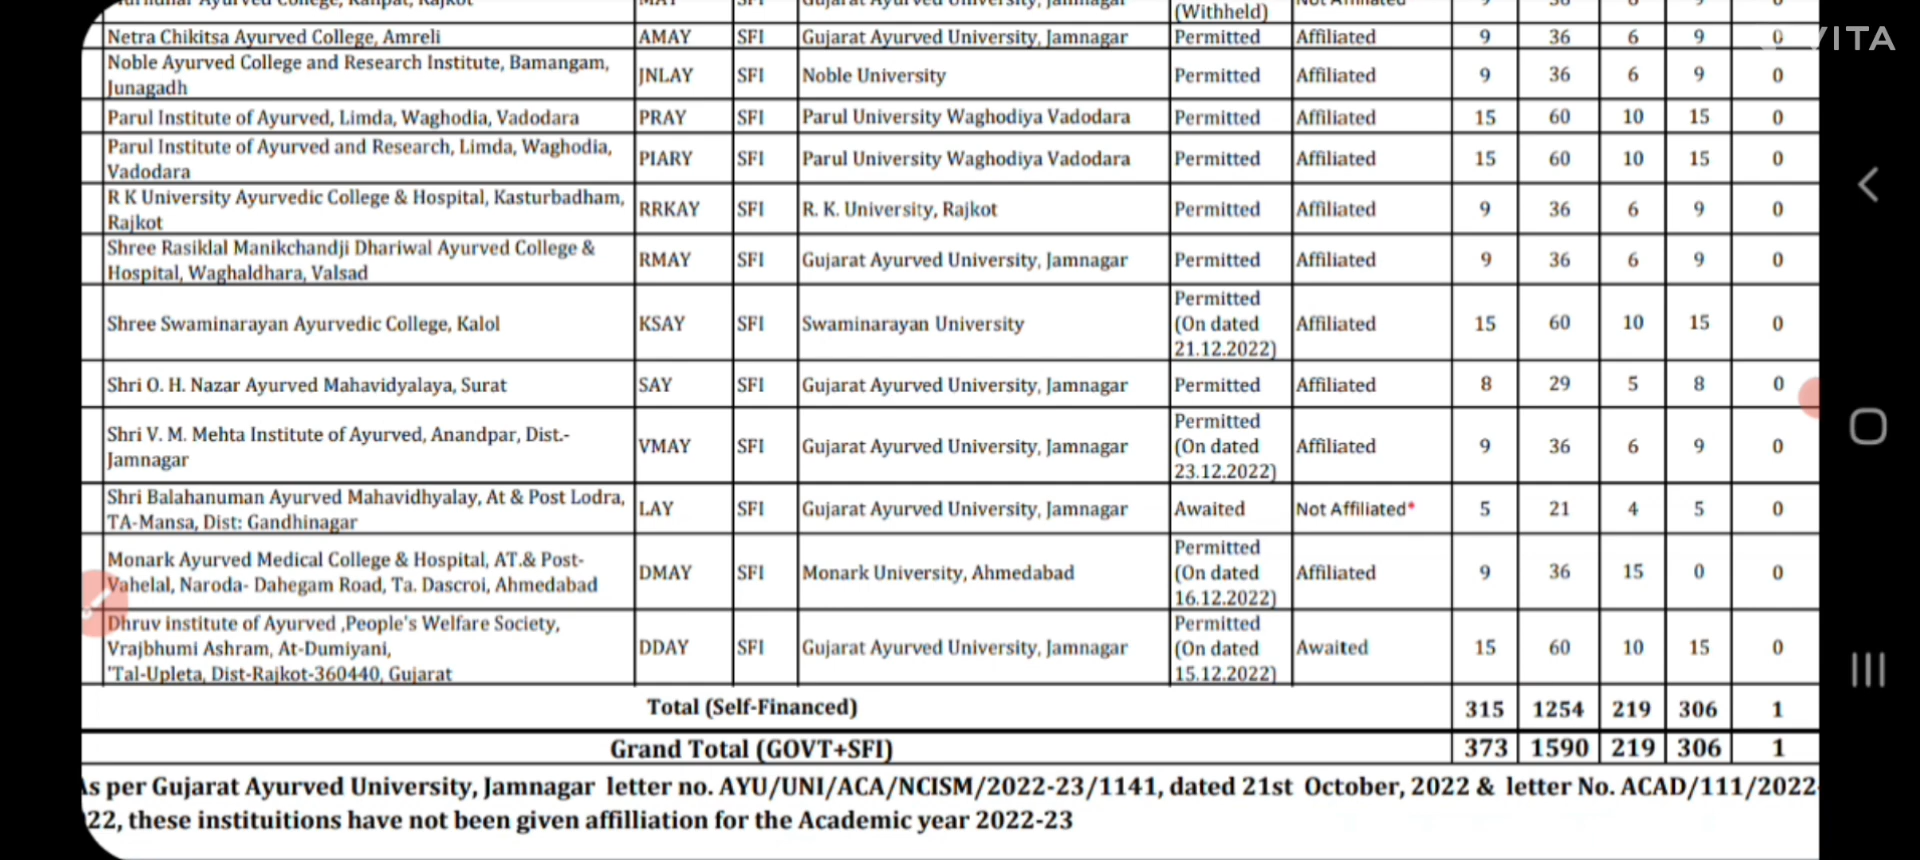 (Withheld)
Netra Chikitsa Ayurved College, Amreli AMAY SFI Gujarat Ayurved University, Jamnagar Permitted Affiliated 9 36 6 9 0
VITA
Noble Ayurved College and Research Institute, Bamangam,
Junagadh JNLAY SFI Noble University Permitted Affiliated 9 36 6 9 0
Parul Institute of Ayurved, Limda, Waghodia, Vadodara PRAY SFI Parul University Waghodiya Vadodara Permitted Affiliated 15 60 10 15 0
Parul Institute of Ayurved and Research, Limda, Waghodia,
Vadodara PIARY SFI Parul University Waghodiya Vadodara Permitted Affiliated 15 60 10 15 0
R K University Ayurvedic College & Hospital, Kasturbadham,
Rajkot RRKAY SFI R. K. University, Rajkot Permitted Affiliated 9 36 6 9 0
Shree Rasiklal Manikchandji Dhariwal Ayurved College &
Hospital, Waghaldhara, Valsad RMAY SFI Gujarat Ayurved University, Jamnagar Permitted Affiliated 9 36 6 9 0
Shree Swaminarayan Ayurvedic College, Kalol KSAY SFI Swaminarayan University Permitted
(On dated
21.12.2022) Affiliated 15 60 10 15 0
Shri O. H. Nazar Ayurved Mahavidyalaya, Surat SAY SFI Gujarat Ayurved University, Jamnagar Permitted Affiliated 8 29 5 8 0
Shri V. M. Mehta Institute of Ayurved, Anandpar, Dist.-
Jamnagar VMAY SFI Gujarat Ayurved University, Jamnagar Permitted
(On dated
23.12.2022) Affiliated 9 36 6 9 0
Shri Balahanuman Ayurved Mahavidhyalay, At & Post Lodra,
TA-Mansa, Dist: Gandhinagar LAY SFI Gujarat Ayurved University, Jamnagar Awaited Not Affiliated* 5 21 4 5 0
Monark Ayurved Medical College & Hospital, AT.& Post-
Vahelal, Naroda- Dahegam Road, Ta. Dascroi, Ahmedabad DMAY SFI Monark University, Ahmedabad Permitted
(On dated
16.12.2022) Affiliated 9 36 15 0 0
Dhruv institute of Ayurved ,People's Welfare Society,
Vrajbhumi Ashram, At-Dumiyani,
'Tal-Upleta, Dist-Rajkot-360440, Gujarat DDAY SFI Gujarat Ayurved University, Jamnagar Permitted
(On dated
15.12.2022) Awaited 15 60 10 15 0
Total (Self-Financed) 315 1254 219 306 1
Grand Total (GOVT+SFI) 373 1590 219 306 1
s per Gujarat Ayurved University, Jamnagar letter no. AYU/UNI/ACA/NCISM/2022-23/1141, dated 21st October, 2022 & letter No. ACAD/111/2022-
22, these instituitions have not been given affilliation for the Academic year 2022-23